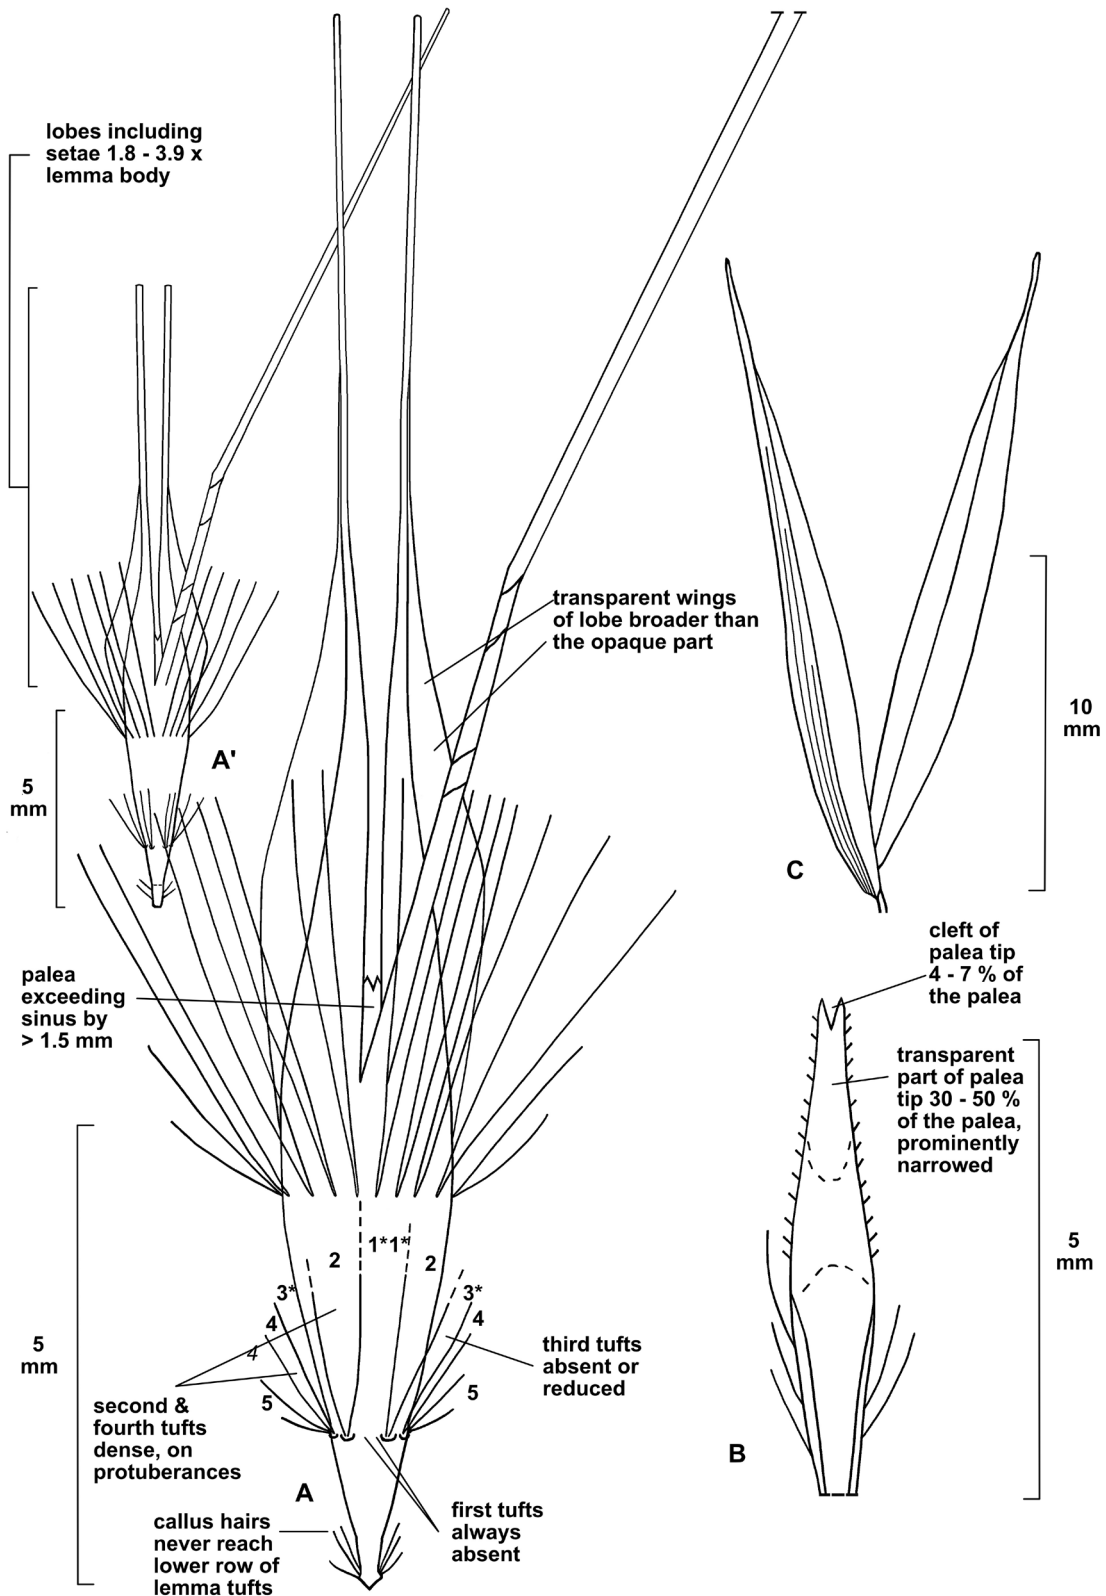 lobes including
setae 1.8 - 3.9 x
lemma body
transparent wings
of lobe broader than
the opaque part
A'
5
mm
10
mm
C
palea
exceeding
sinus by
> 1.5 mm
cleft of
palea tip
4 - 7 % of
the palea
transparent
part of palea
tip 30 - 50 %
of the palea,
prominently
narrowed
5
mm
B
1* 1*
2
2
3*
3*
4
4
4
5
5
5
mm
third tufts
absent or
reduced
second &
fourth tufts
dense, on
protuberances
A
first tufts
always
absent
callus hairs
never reach
lower row of
lemma tufts